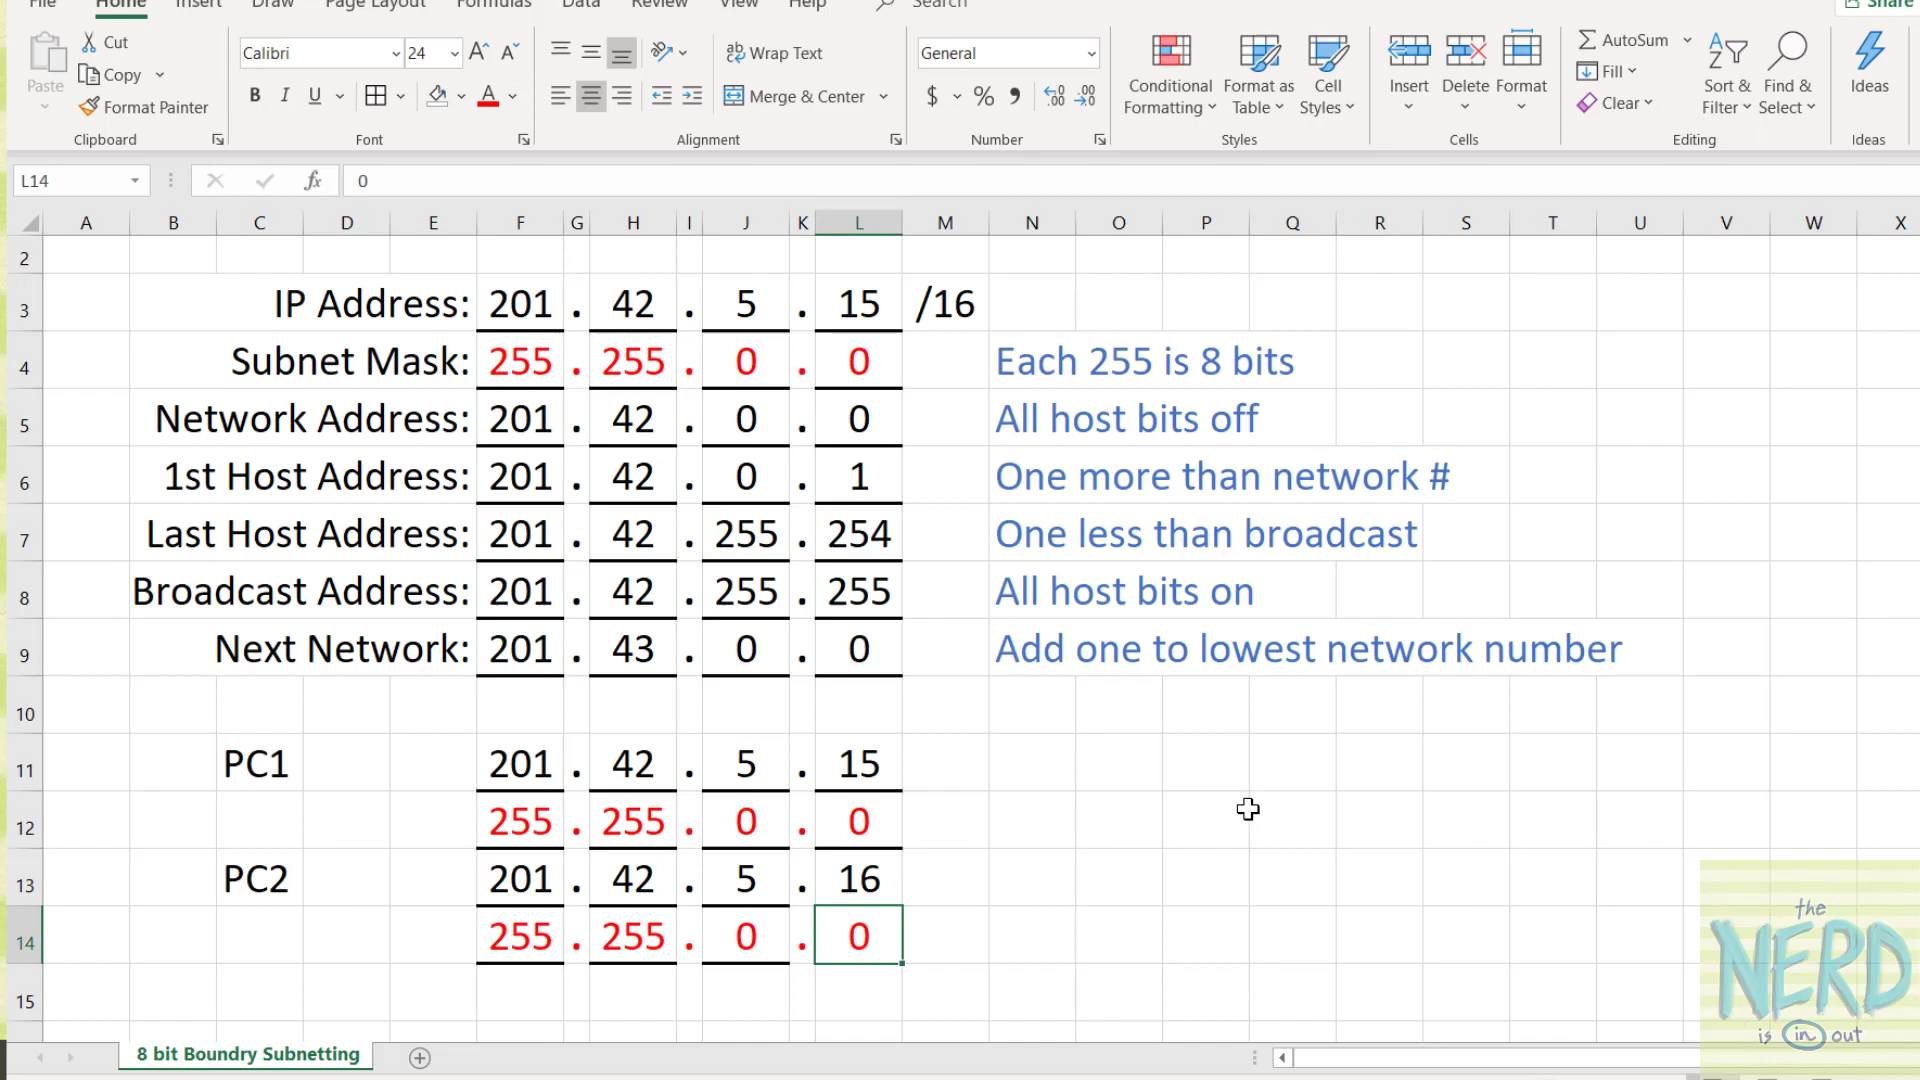 File Home Insert Draw Page Layout Formulas Data Review View Help Search Share
Paste Cut Copy Format Painter Clipboard
Calibri 24 B I U A Font
Wrap Text Merge & Center Alignment
General $ % Number
Conditional Formatting Format as Table Cell Styles Styles
Insert Delete Format Cells
AutoSum Fill Clear Sort & Filter Find & Select Editing
Ideas Ideas
L14 fx 0
A B C D E F G H I J K L M N O P Q R S T U V W X
2
3 IP Address: 201 . 42 . 5 . 15 /16
4 Subnet Mask: 255 . 255 . 0 . 0 Each 255 is 8 bits
5 Network Address: 201 . 42 . 0 . 0 All host bits off
6 1st Host Address: 201 . 42 . 0 . 1 One more than network #
7 Last Host Address: 201 . 42 . 255 . 254 One less than broadcast
8 Broadcast Address: 201 . 42 . 255 . 255 All host bits on
9 Next Network: 201 . 43 . 0 . 0 Add one to lowest network number
10
11 PC1 201 . 42 . 5 . 15
12 255 . 255 . 0 . 0
13 PC2 201 . 42 . 5 . 16
14 255 . 255 . 0 . 0
15
8 bit Boundry Subnetting
the
NERD
is in out